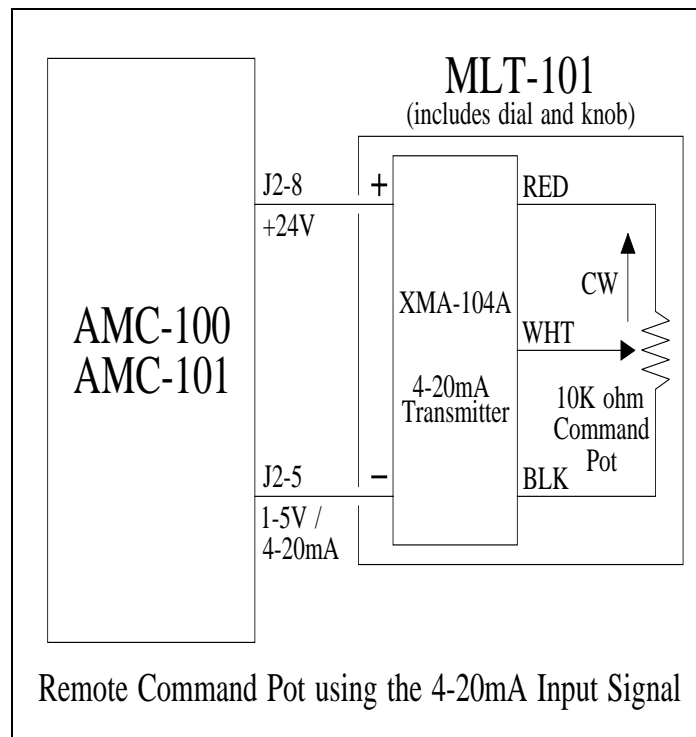 MLT-101
(includes dial and knob)
J2-8
+24V
+
RED
CW
AMC-100
AMC-101
XMA-104A
4-20mA
Transmitter
WHT
10K ohm
Command
Pot
J2-5
1-5V /
4-20mA
−
BLK
Remote Command Pot using the 4-20mA Input Signal